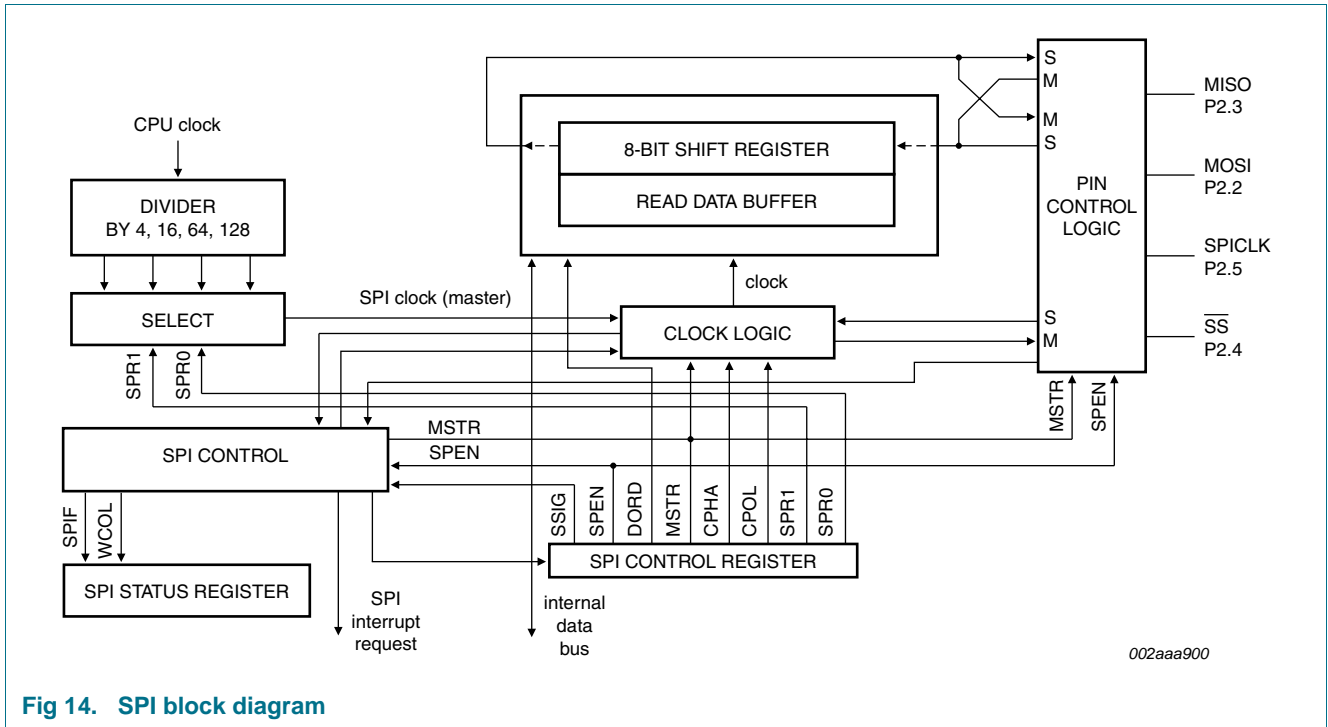 CPU clock
DIVIDER
BY 4, 16, 64, 128
SELECT
SPR1
SPR0
SPI clock (master)
8-BIT SHIFT REGISTER
READ DATA BUFFER
clock
CLOCK LOGIC
S
M
M
S
PIN
CONTROL
LOGIC
S
M
MISO
P2.3
MOSI
P2.2
SPICLK
P2.5
SS
P2.4
MSTR
SPEN
SPI CONTROL
MSTR
SPEN
SPIF
WCOL
SPI STATUS REGISTER
SSIG
SPEN
DORD
MSTR
CPHA
CPOL
SPR1
SPR0
SPI CONTROL REGISTER
SPI
interrupt
request
internal
data
bus
002aaa900
Fig 14. SPI block diagram